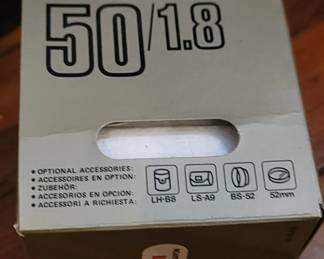 50/1.8
• OPTIONAL ACCESSORIES:
• ACCESSOIRES EN OPTION:
• ZUBEHÖR:
• ACCESORIOS EN OPCION:
• ACCESSORI A RICHIESTA:
LH-B8 LS-A9 BS-52 52mm